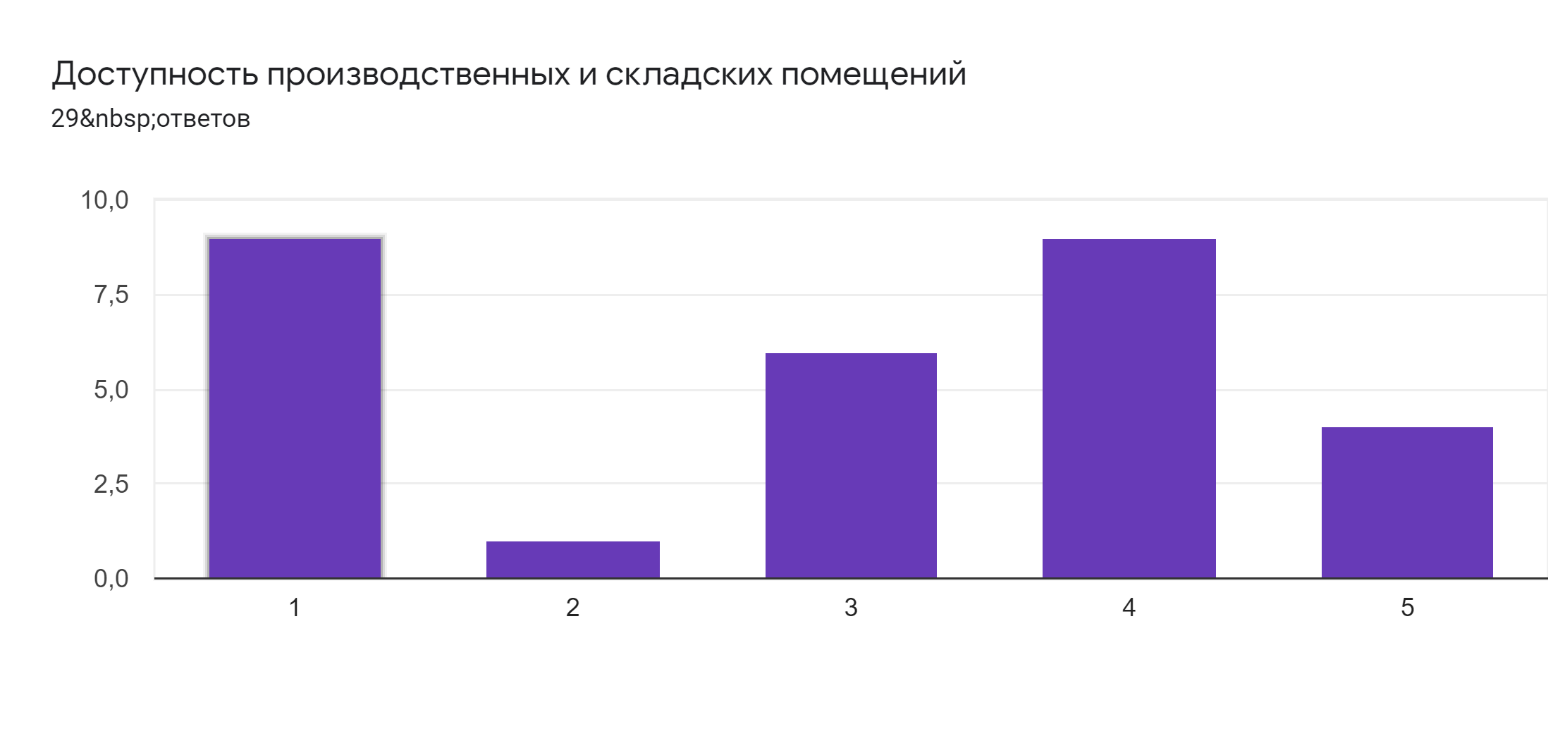 Доступность производственных и складских помещений
29&nbsp;ответов
10,0
7,5
5,0
2,5
0,0
1 2 3 4 5